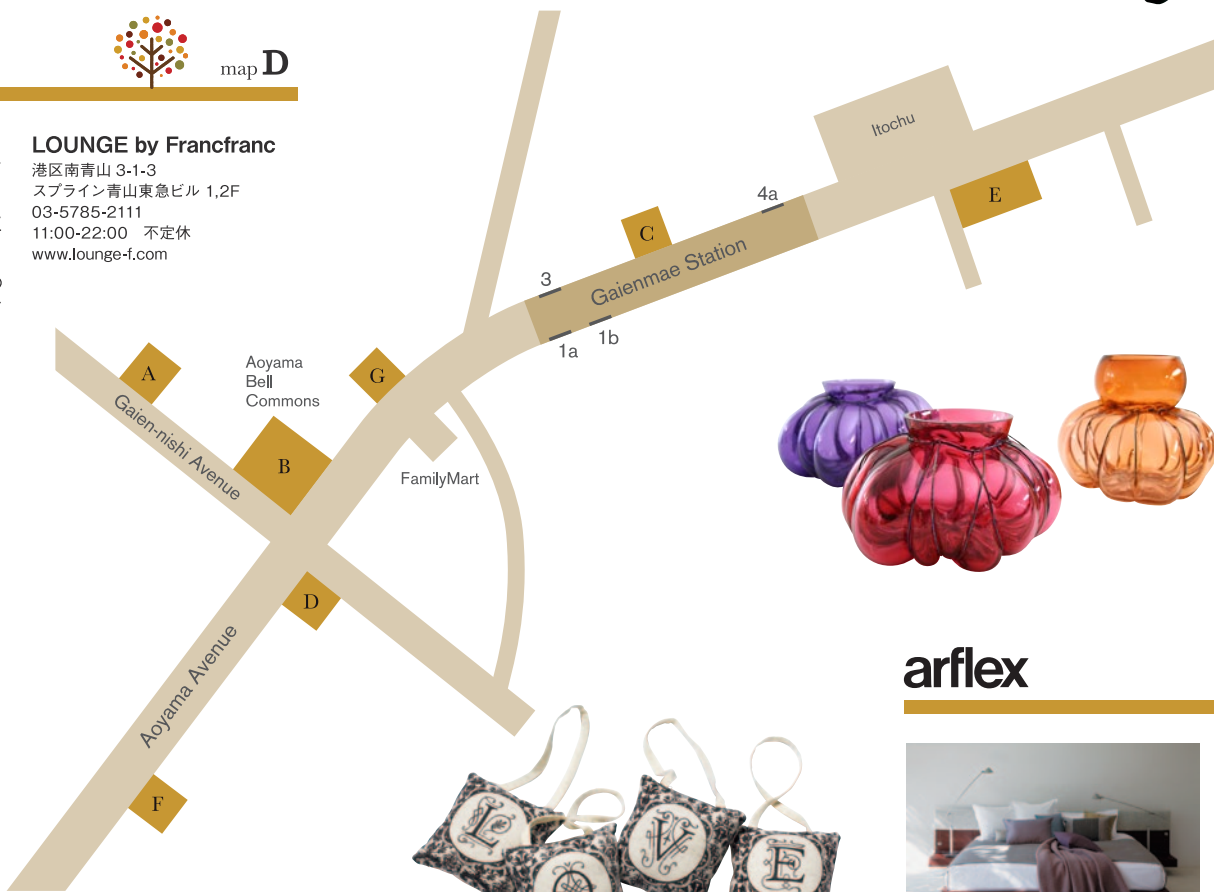 map D
LOUNGE by Francfranc
港区南青山 3-1-3
スプライン青山東急ビル 1,2F
03-5785-2111
11:00-22:00　不定休
www.lounge-f.com
Itochu
E
4a
C
Gaienmae Station
3
1b
1a
A
Aoyama
Bell
Commons
G
Gaien-nishi Avenue
B
FamilyMart
D
Aoyama Avenue
F
arflex
L
O
V
E